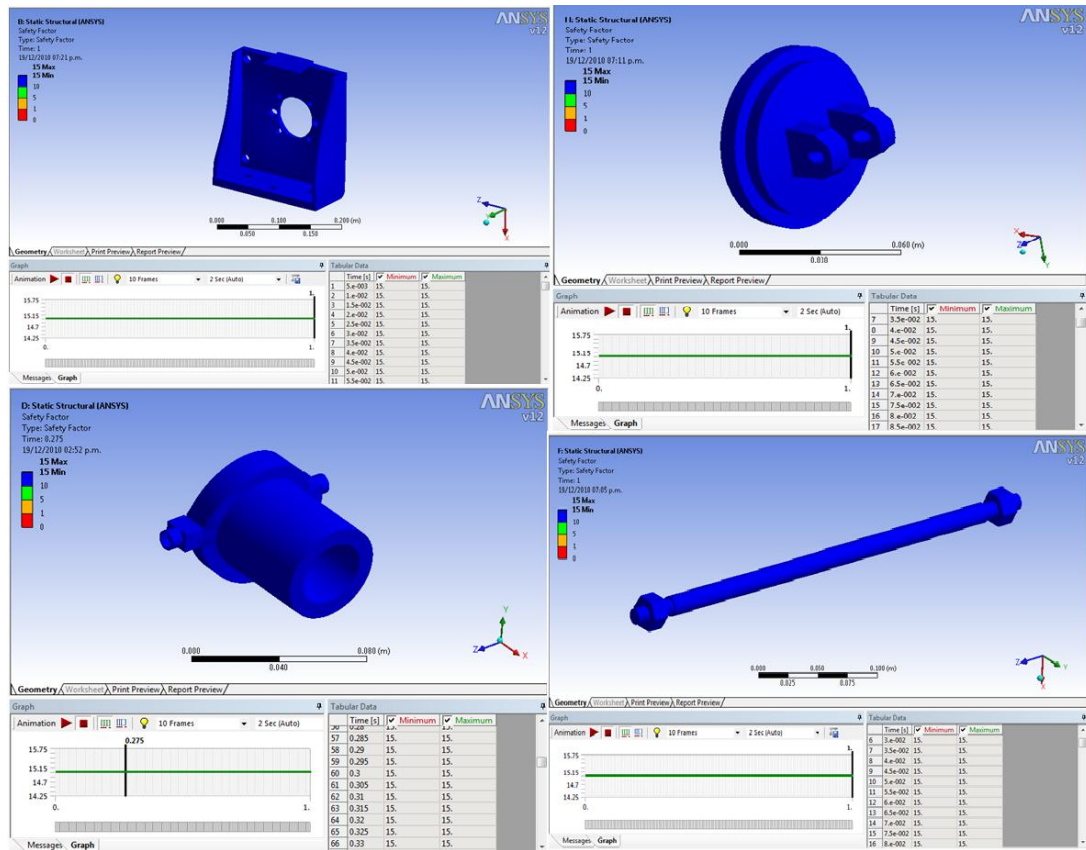 B: Static Structural (ANSYS)
Safety Factor
Type: Safety Factor
Time: 1
19/12/2010 07:21 p.m.
15 Max
15 Min
10
5
1
0
ANSYS
v12
0.000 0.100 0.200 (m)
0.050 0.150
Z
X
Geometry Worksheet Print Preview Report Preview
Graph
Animation 10 Frames 2 Sec (Auto)
1.
15.75
15.15
14.7
14.25
0. 1.
Messages Graph
Tabular Data
Time [s] Minimum Maximum
1 5.e-003 15. 15.
2 1.e-002 15. 15.
3 1.5e-002 15. 15.
4 2.e-002 15. 15.
5 2.5e-002 15. 15.
6 3.e-002 15. 15.
7 3.5e-002 15. 15.
8 4.e-002 15. 15.
9 4.5e-002 15. 15.
10 5.e-002 15. 15.
11 5.5e-002 15. 15.
H: Static Structural (ANSYS)
Safety Factor
Type: Safety Factor
Time: 1
19/12/2010 07:11 p.m.
15 Max
15 Min
10
5
1
0
ANSYS
v12
0.000 0.060 (m)
0.030
X
Y
Geometry Worksheet Print Preview Report Preview
Graph
Animation 10 Frames 2 Sec (Auto)
1.
15.75
15.15
14.7
14.25
0. 1.
Messages Graph
Tabular Data
Time [s] Minimum Maximum
7 3.5e-002 15. 15.
8 4.e-002 15. 15.
9 4.5e-002 15. 15.
10 5.e-002 15. 15.
11 5.5e-002 15. 15.
12 6.e-002 15. 15.
13 6.5e-002 15. 15.
14 7.e-002 15. 15.
15 7.5e-002 15. 15.
16 8.e-002 15. 15.
17 8.5e-002 15. 15.
D: Static Structural (ANSYS)
Safety Factor
Type: Safety Factor
Time: 0.275
19/12/2010 02:52 p.m.
15 Max
15 Min
10
5
1
0
ANSYS
v12
0.000 0.080 (m)
0.040
Y
Z
X
Geometry Worksheet Print Preview Report Preview
Graph
Animation 10 Frames 2 Sec (Auto)
0.275
15.75
15.15
14.7
14.25
0. 1.
Messages Graph
Tabular Data
Time [s] Minimum Maximum
57 0.285 15. 15.
58 0.29 15. 15.
59 0.295 15. 15.
60 0.3 15. 15.
61 0.305 15. 15.
62 0.31 15. 15.
63 0.315 15. 15.
64 0.32 15. 15.
65 0.325 15. 15.
66 0.33 15. 15.
F: Static Structural (ANSYS)
Safety Factor
Type: Safety Factor
Time: 1
19/12/2010 07:05 p.m.
15 Max
15 Min
10
5
1
0
ANSYS
v12
0.000 0.050 0.100 (m)
0.025 0.075
Z
Y
X
Geometry Worksheet Print Preview Report Preview
Graph
Animation 10 Frames 2 Sec (Auto)
1.
15.75
15.15
14.7
14.25
0. 1.
Messages Graph
Tabular Data
Time [s] Minimum Maximum
6 3.e-002 15. 15.
7 3.5e-002 15. 15.
8 4.e-002 15. 15.
9 4.5e-002 15. 15.
10 5.e-002 15. 15.
11 5.5e-002 15. 15.
12 6.e-002 15. 15.
13 6.5e-002 15. 15.
14 7.e-002 15. 15.
15 7.5e-002 15. 15.
16 8.e-002 15. 15.